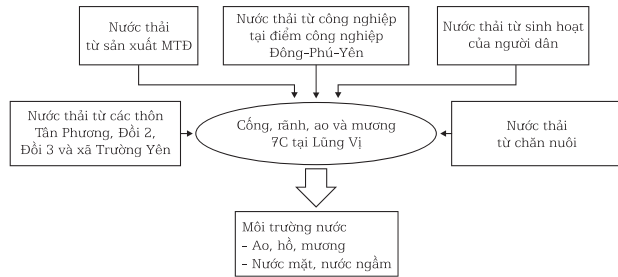 Nước thải
từ sản xuất MTĐ
Nước thải từ công nghiệp
tại điểm công nghiệp
Đông-Phú-Yên
Nước thải từ sinh hoạt
của người dân
Nước thải từ các thôn
Tân Phương, Đồi 2,
Đồi 3 và xã Trường Yên
Cống, rãnh, ao và mương
7C tại Lũng Vị
Nước thải
từ chăn nuôi
Môi trường nước
- Ao, hồ, mương
- Nước mặt, nước ngầm